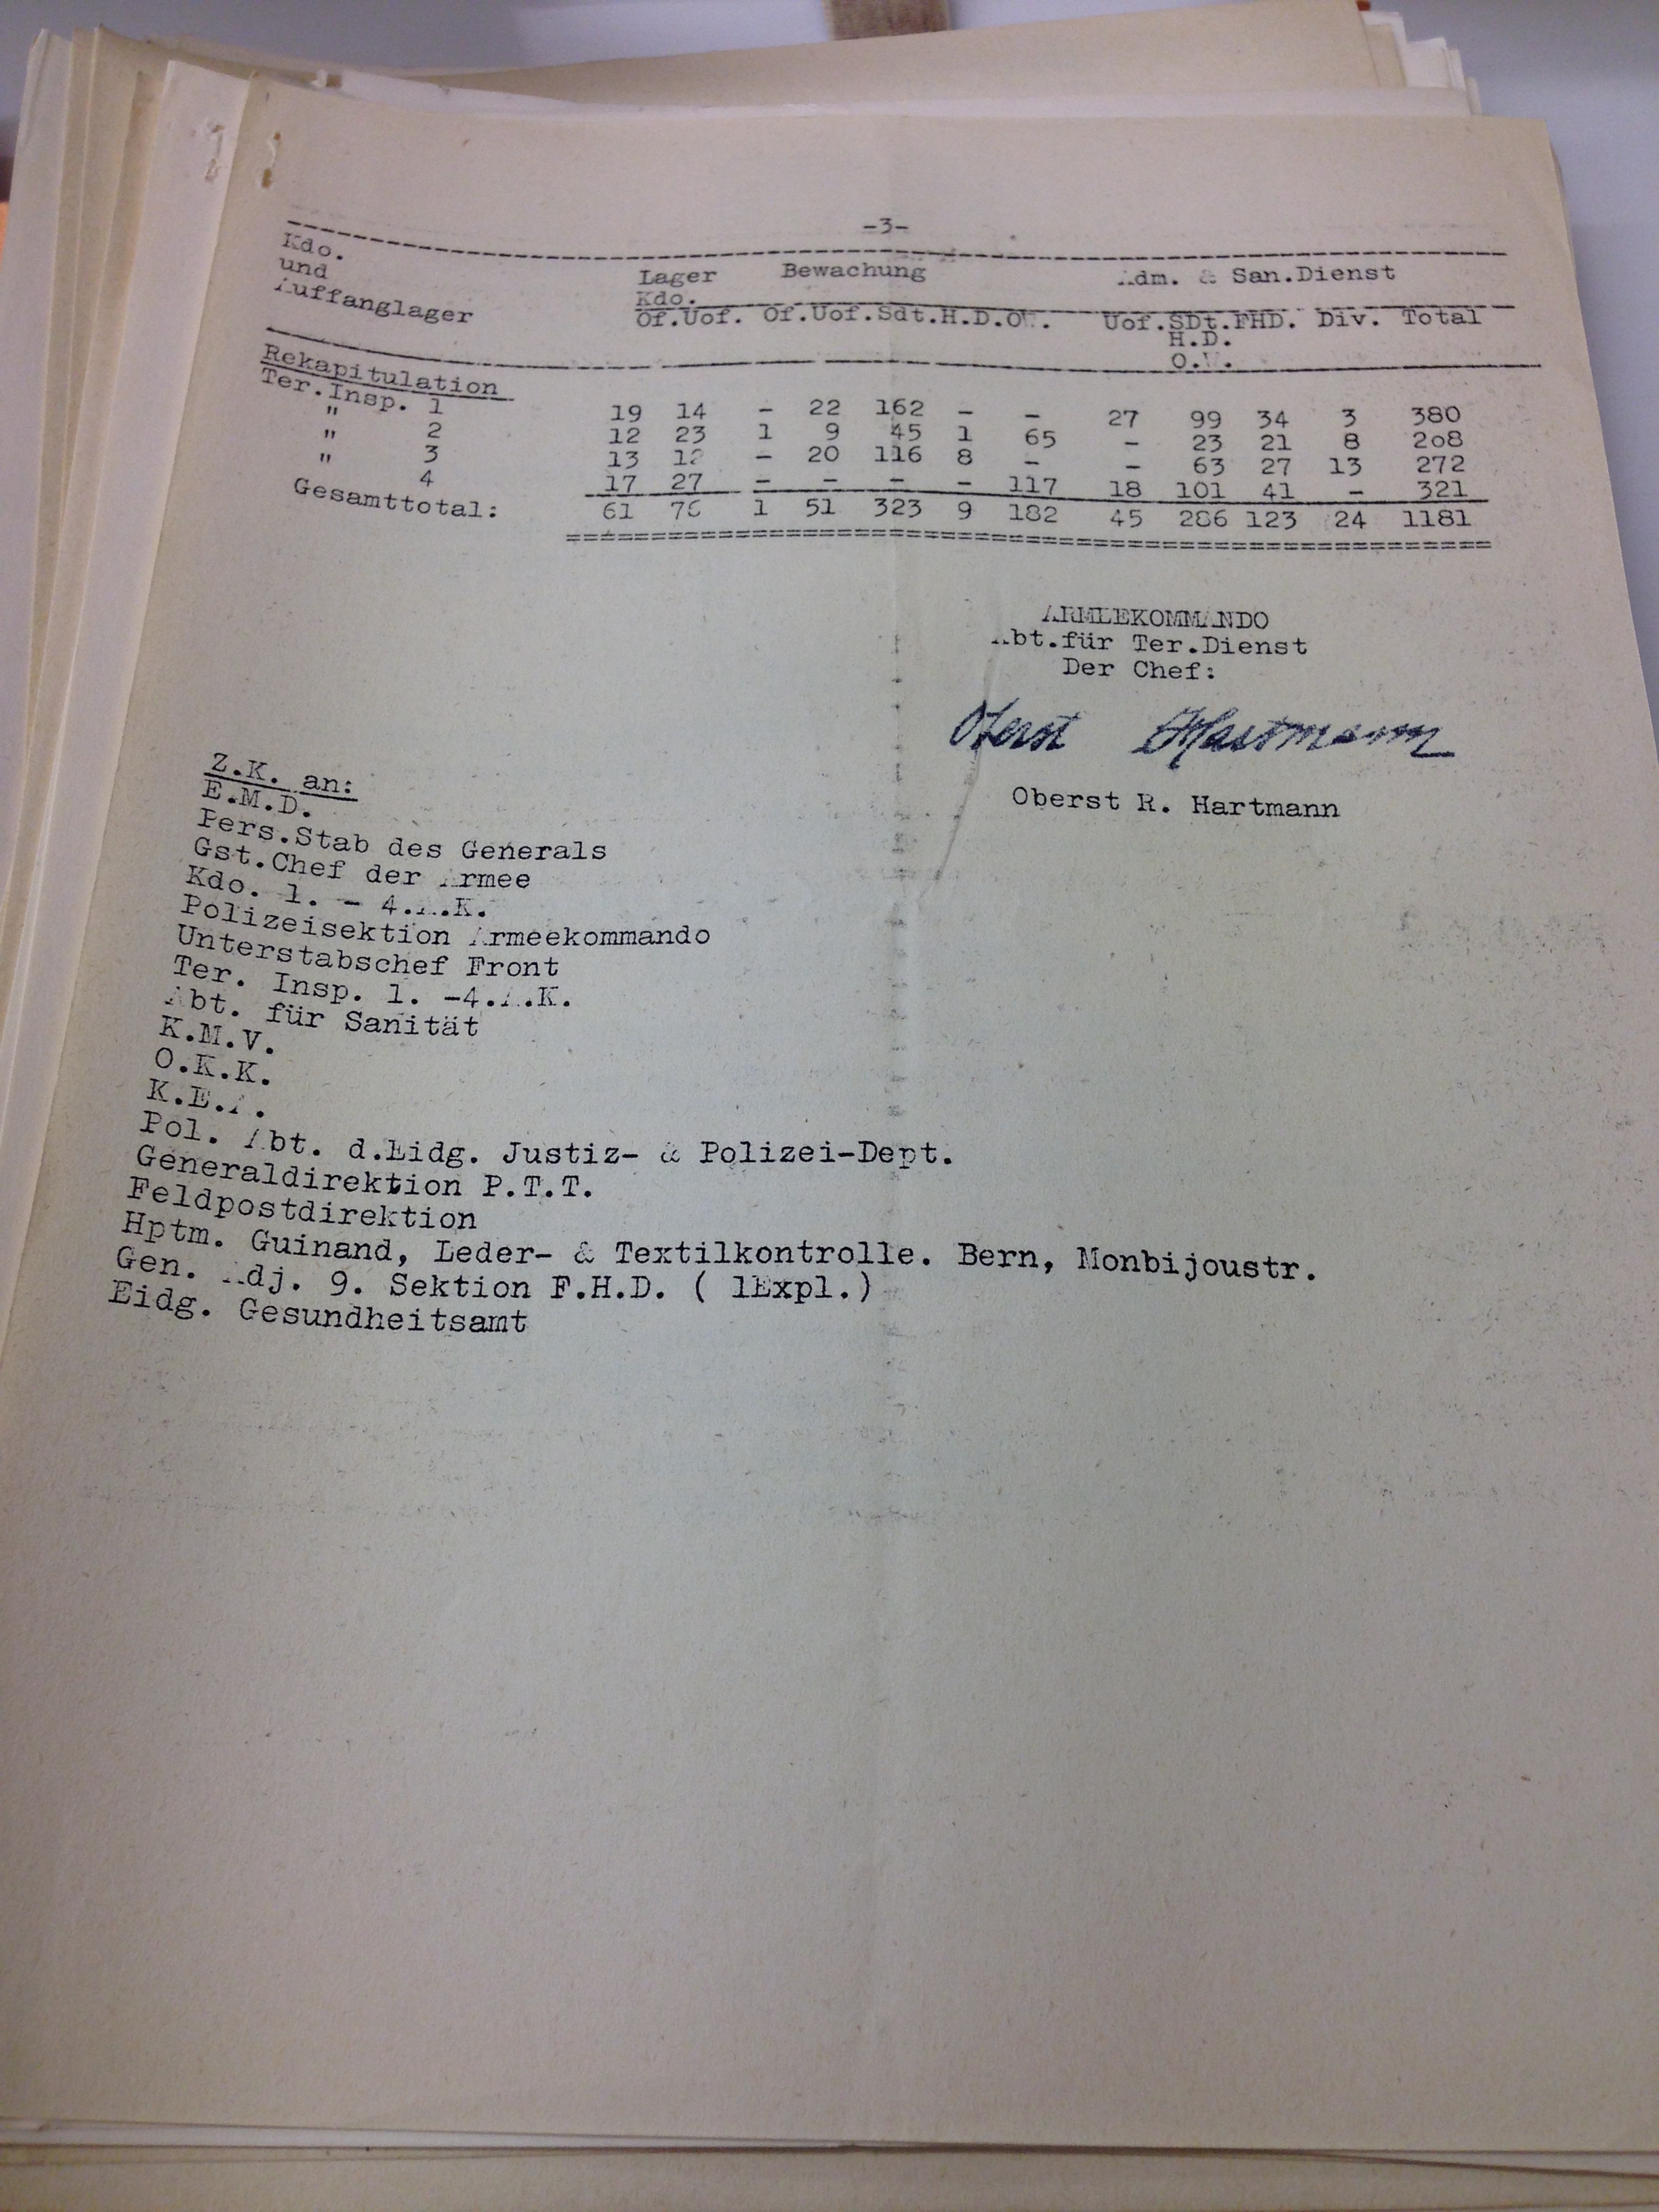 -3-
Kdo.
und
Auffanglager
Lager Bewachung Adm. & San.Dienst
Kdo.
Of.Uof. Of.Uof.Sdt.H.D.OW. Uof.SDt.FHD. Div. Total
H.D.
O.W.
Rekapitulation
Ter.Insp. 1 19 14 - 22 162 - - 27 99 34 3 380
" 2 12 23 1 9 45 1 65 - 23 21 8 2o8
" 3 13 12 - 20 116 8 - - 63 27 13 272
" 4 17 27 - - - - 117 18 101 41 - 321
Gesamttotal: 61 76 1 51 323 9 182 45 286 123 24 1181
ARMEEKOMMANDO
Abt.für Ter.Dienst
Der Chef:
Oberst Hartmann
Oberst R. Hartmann
Z.K. an:
E.M.D.
Pers.Stab des Generals
Gst.Chef der Armee
Kdo. 1. - 4.A.K.
Polizeisektion Armeekommando
Unterstabschef Front
Ter. Insp. 1. -4.A.K.
Abt. für Sanität
K.M.V.
O.K.K.
K.E.A.
Pol. Abt. d.Eidg. Justiz- & Polizei-Dept.
Generaldirektion P.T.T.
Feldpostdirektion
Hptm. Guinand, Leder- & Textilkontrolle. Bern, Monbijoustr.
Gen. Adj. 9. Sektion F.H.D. ( 1Expl.)
Eidg. Gesundheitsamt